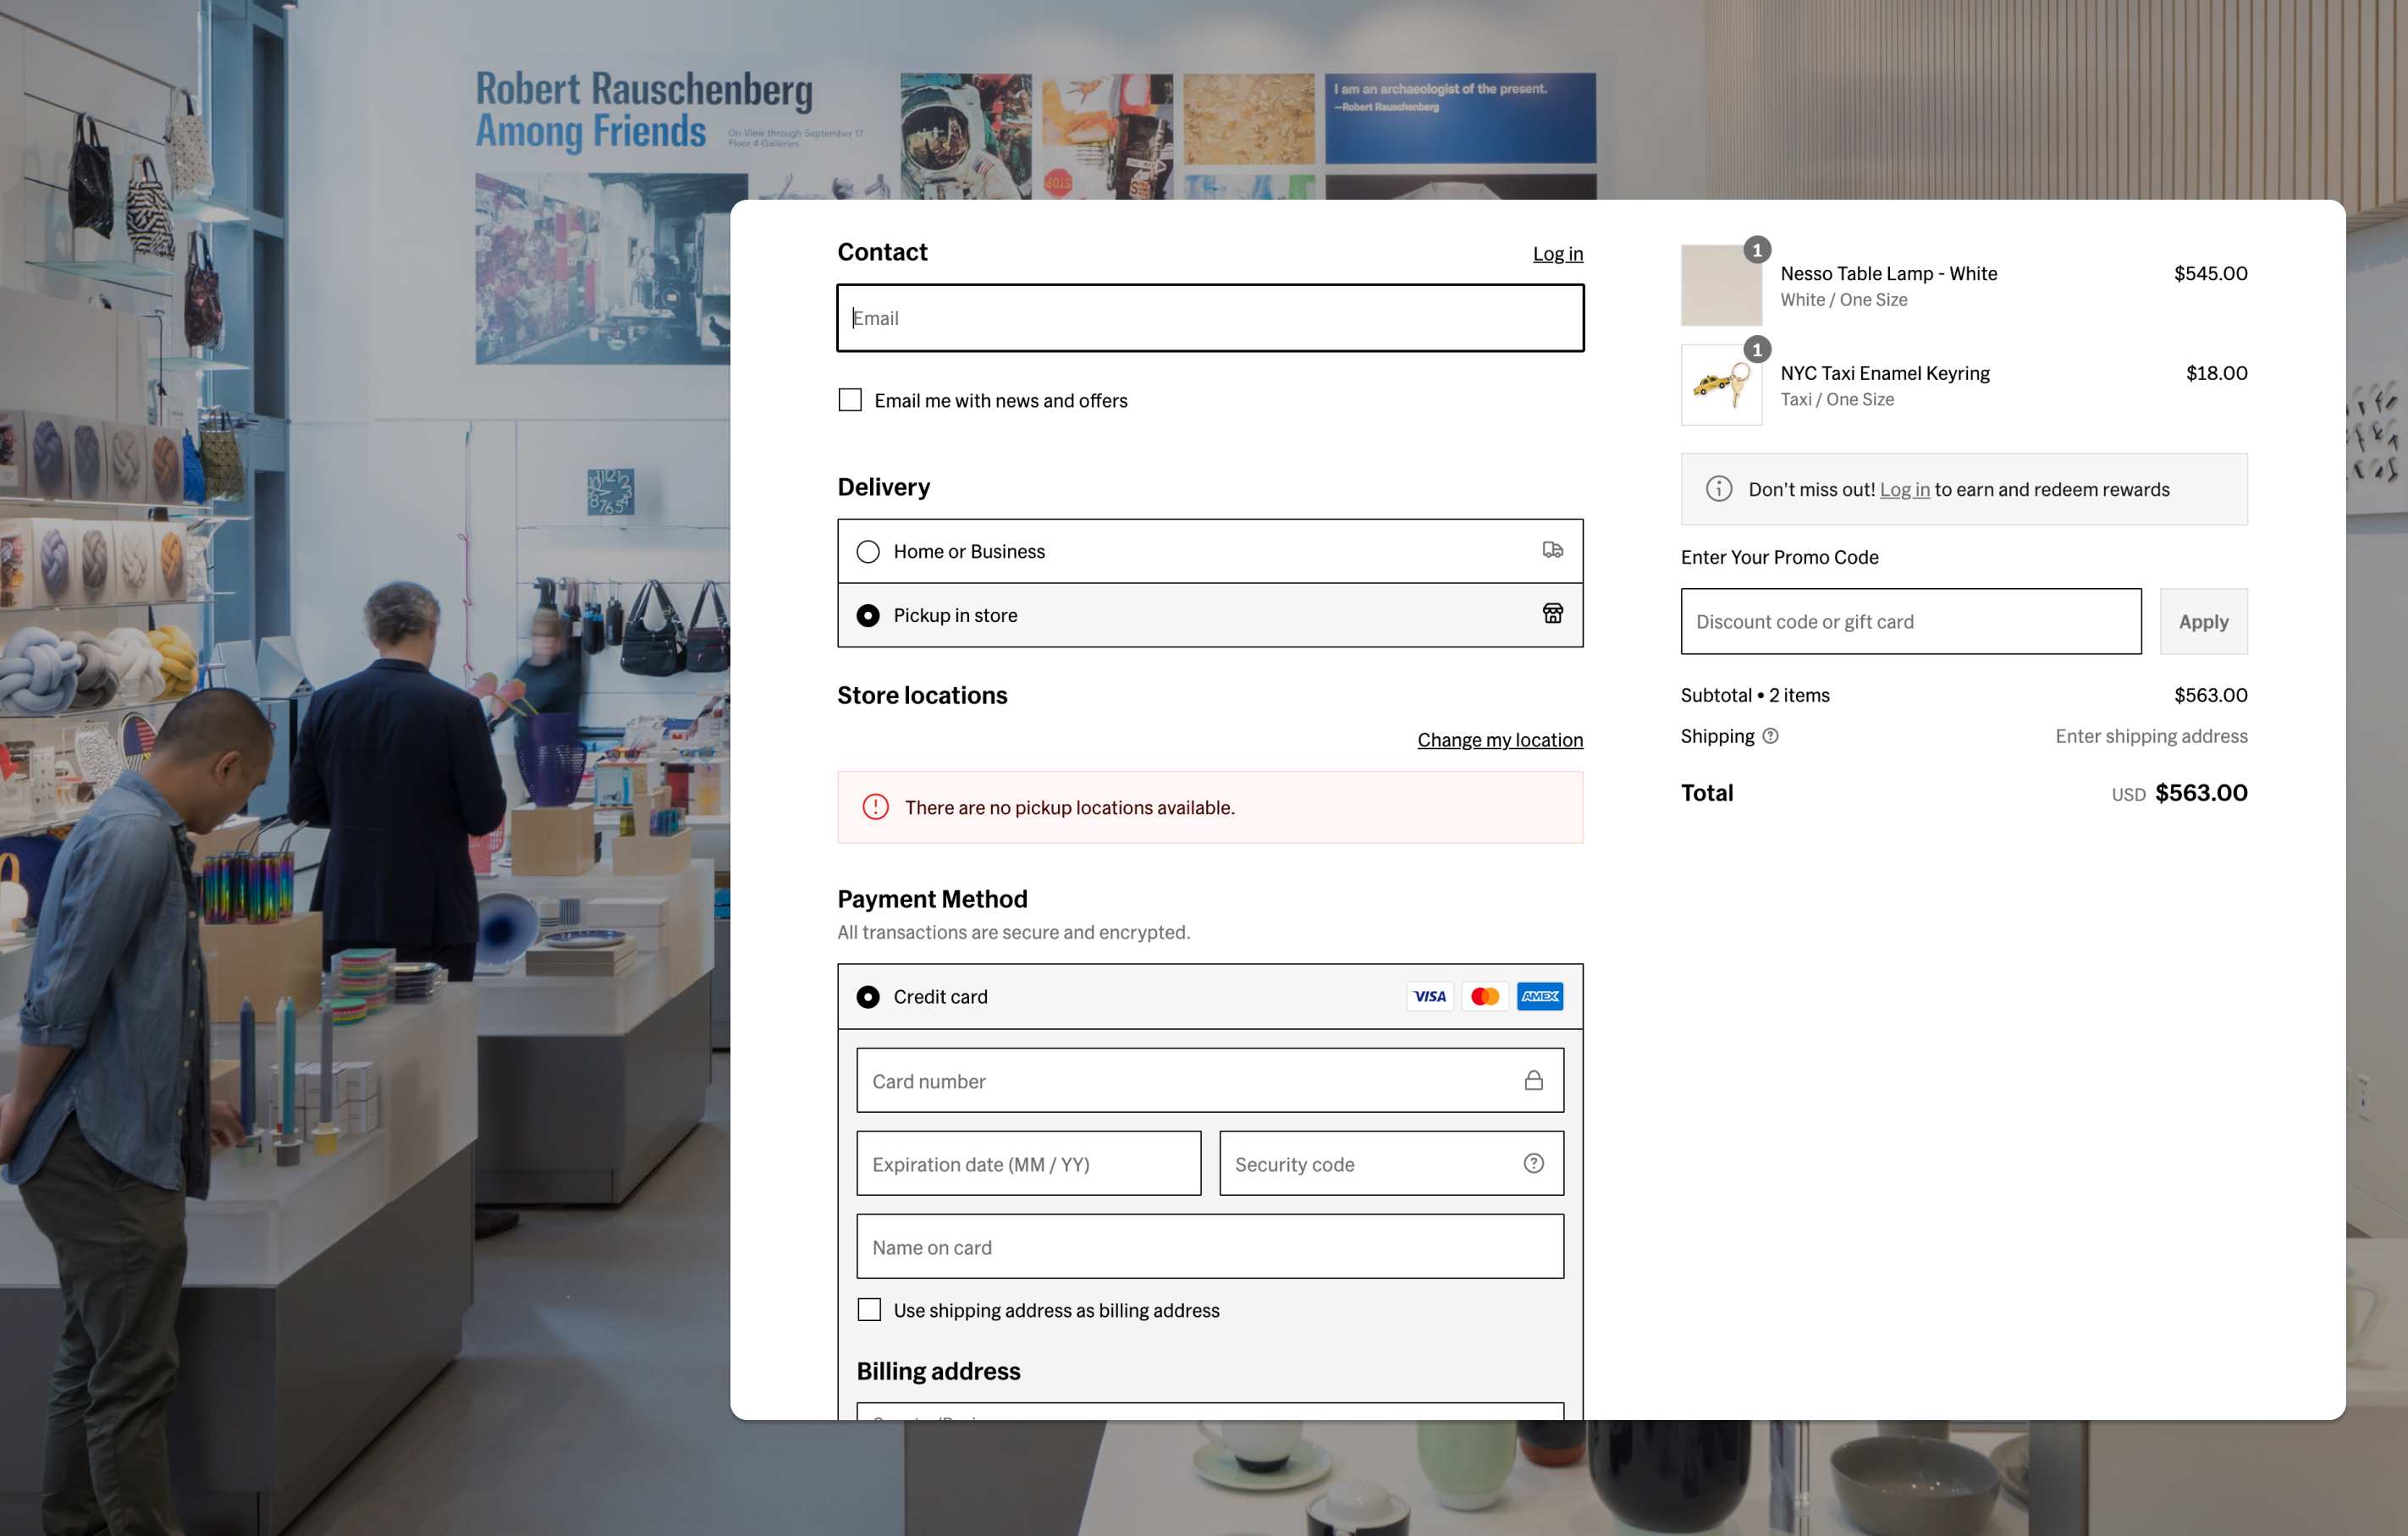 Robert Rauschenberg
Among Friends
On View through September 17
Floor 4 Galleries
I am an archaeologist of the present.
—Robert Rauschenberg
STOP
Contact
Log in
Email
Email me with news and offers
Delivery
Home or Business
Pickup in store
Store locations
Change my location
There are no pickup locations available.
Payment Method
All transactions are secure and encrypted.
Credit card
VISA
AMEX
Card number
Expiration date (MM / YY)
Security code
Name on card
Use shipping address as billing address
Billing address
1
Nesso Table Lamp - White
$545.00
White / One Size
1
NYC Taxi Enamel Keyring
$18.00
Taxi / One Size
Don't miss out! Log in to earn and redeem rewards
Enter Your Promo Code
Discount code or gift card
Apply
Subtotal • 2 items
$563.00
Shipping
Enter shipping address
Total
USD $563.00